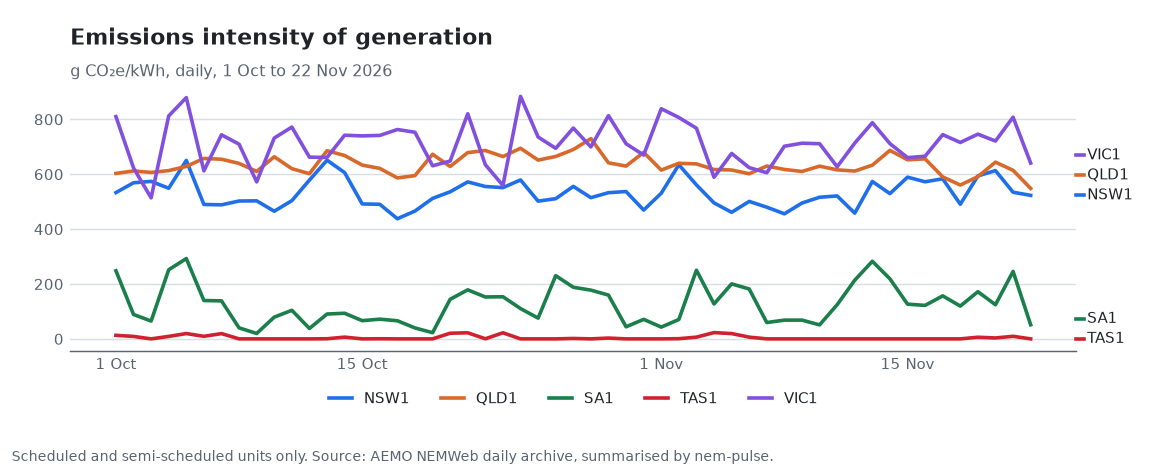 Emissions intensity of generation
g CO₂e/kWh, daily, 1 Oct to 22 Nov 2026
800
600
400
200
0
VIC1
QLD1
NSW1
SA1
TAS1
1 Oct
15 Oct
1 Nov
15 Nov
NSW1
QLD1
SA1
TAS1
VIC1
Scheduled and semi-scheduled units only. Source: AEMO NEMWeb daily archive, summarised by nem-pulse.